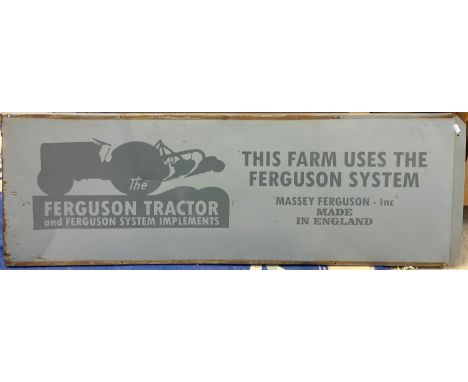 The
FERGUSON TRACTOR
and FERGUSON SYSTEM IMPLEMENTS
"THIS FARM USES THE
FERGUSON SYSTEM"
"MASSEY FERGUSON - Inc"
MADE
IN ENGLAND